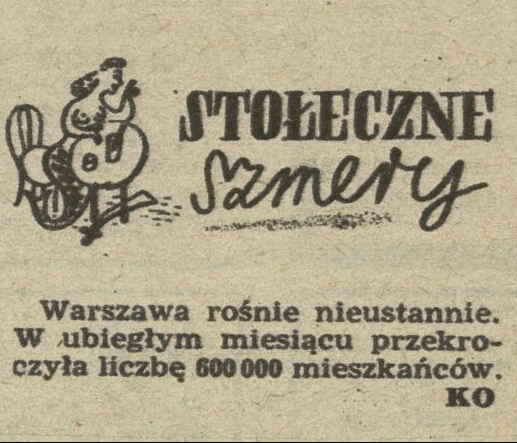 STOŁECZNE
szmery
Warszawa rośnie nieustannie.
W ubiegłym miesiącu przekro-
czyła liczbę 600 000 mieszkańców.
KO